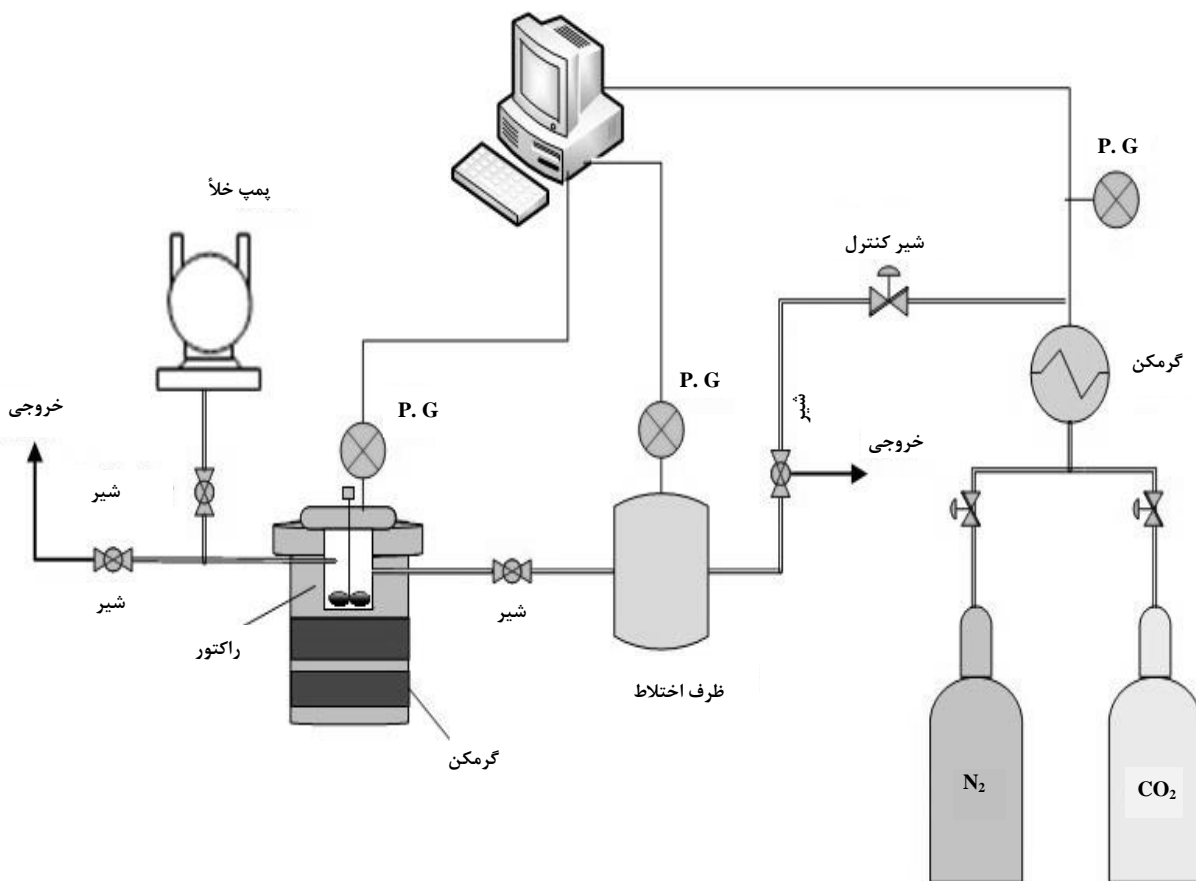 P. G
پمپ خلأ
شیر کنترل
گرمکن
P. G
P. G
شیر
خروجی
خروجی
شیر
شیر
شیر
راکتور
ظرف اختلاط
گرمکن
N₂
CO₂